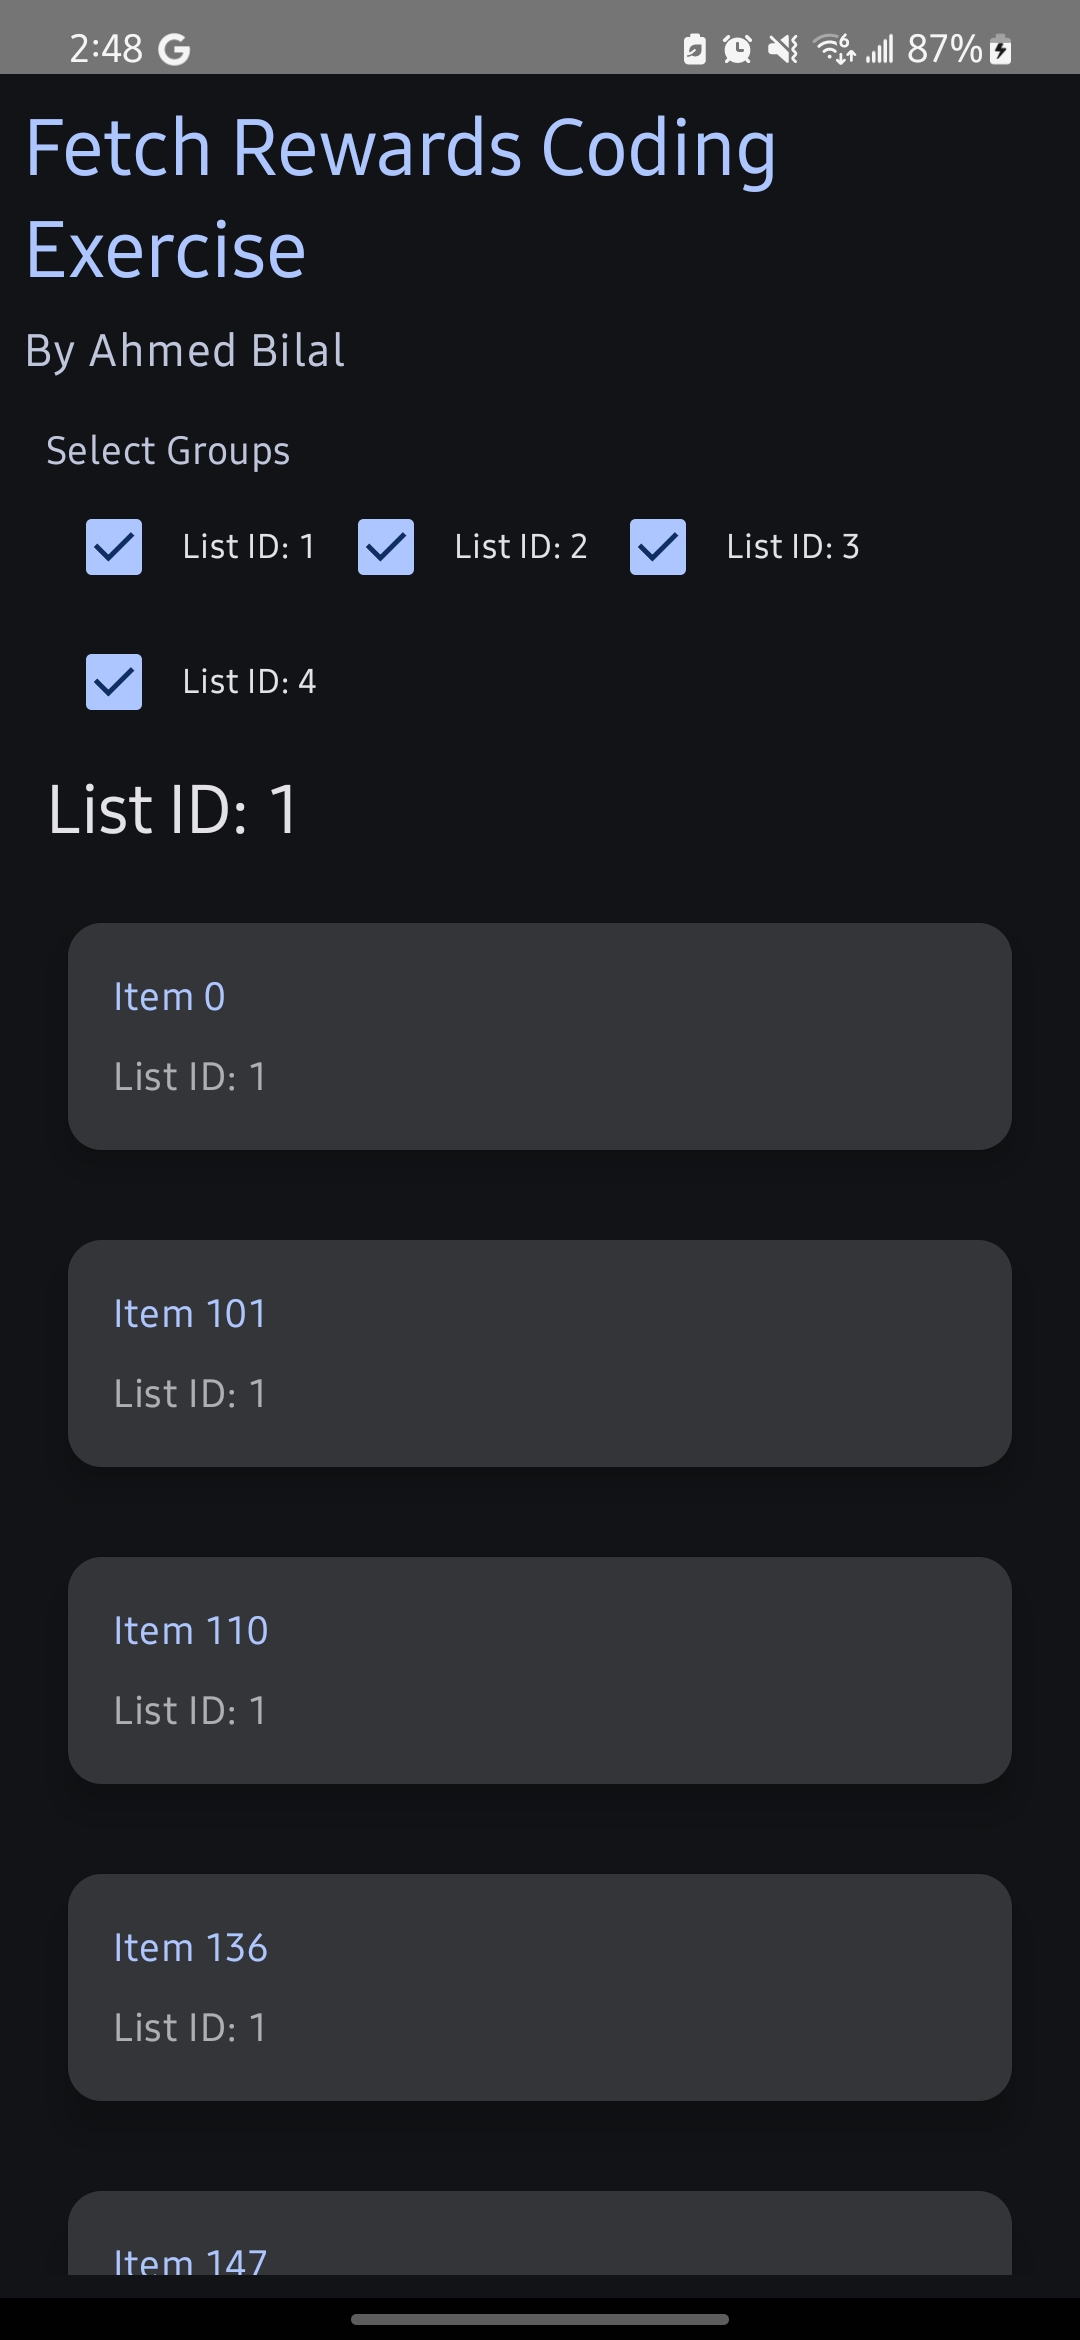 2:48 G 87%
Fetch Rewards Coding
Exercise
By Ahmed Bilal
Select Groups
List ID: 1 List ID: 2 List ID: 3
List ID: 4
List ID: 1
Item 0
List ID: 1
Item 101
List ID: 1
Item 110
List ID: 1
Item 136
List ID: 1
Item 147